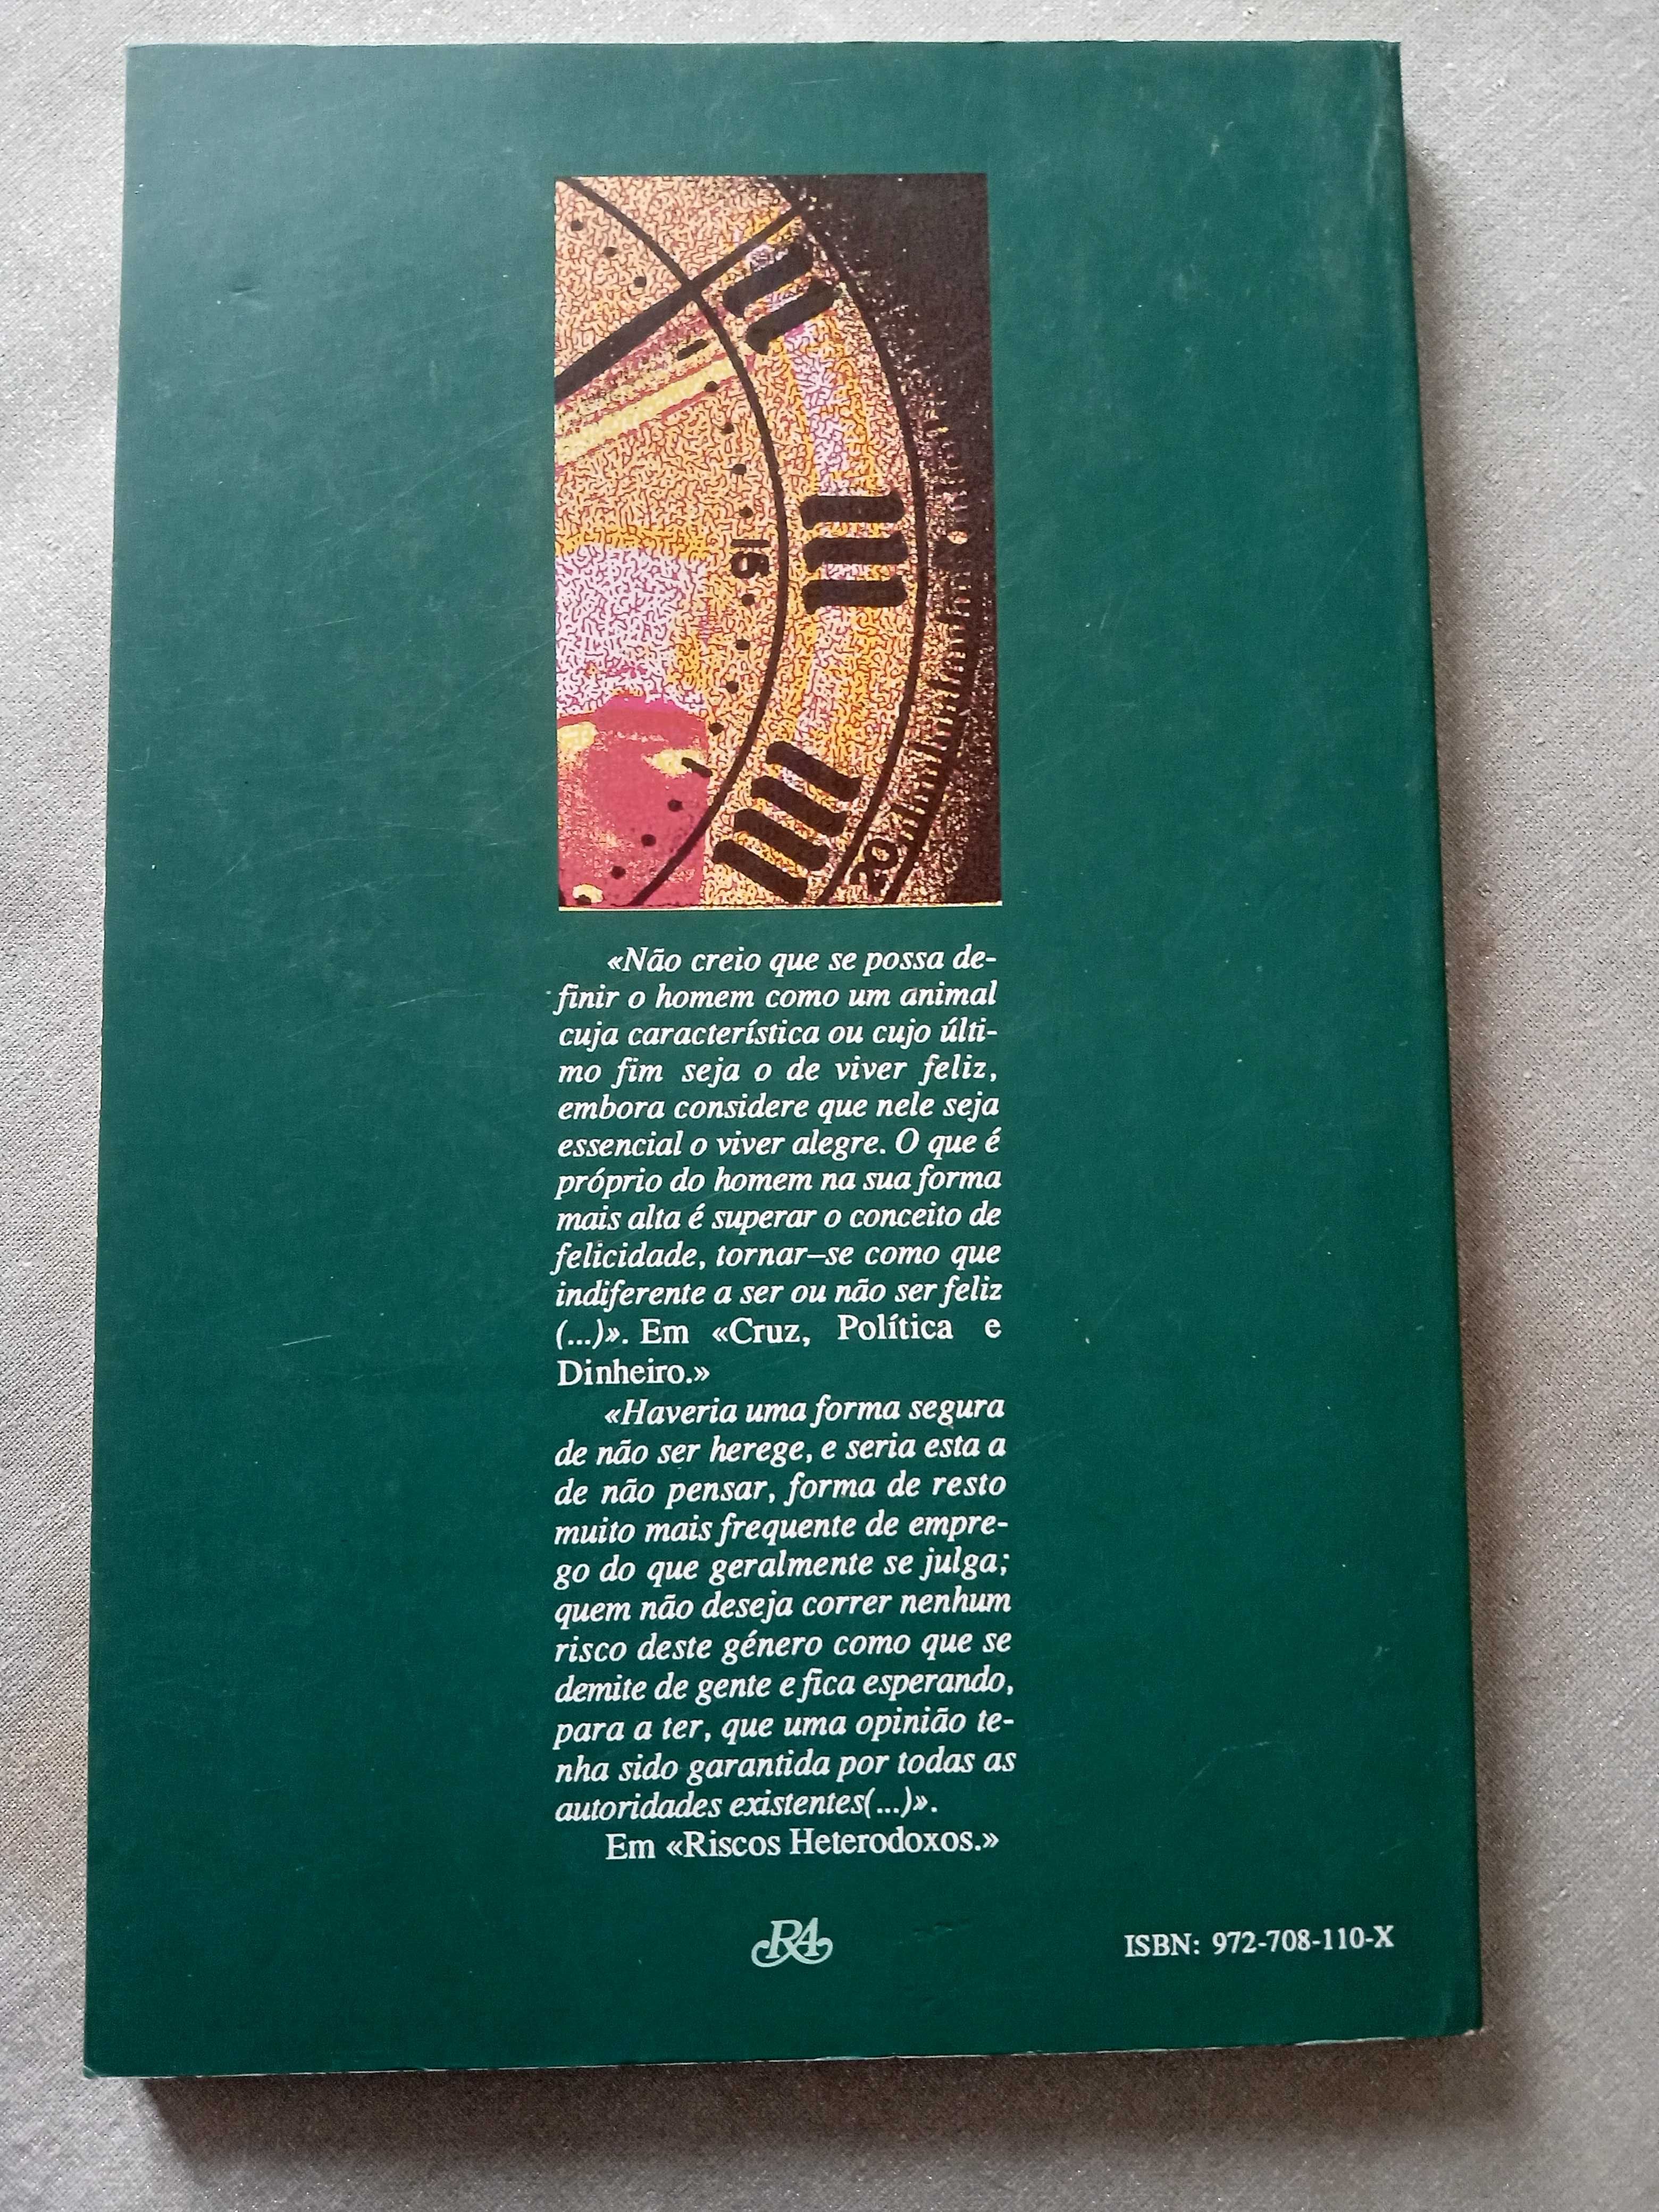 II
III
IIII
16
20
«Não creio que se possa de-
finir o homem como um animal
cuja característica ou cujo últi-
mo fim seja o de viver feliz,
embora considere que nele seja
essencial o viver alegre. O que é
próprio do homem na sua forma
mais alta é superar o conceito de
felicidade, tornar–se como que
indiferente a ser ou não ser feliz
(...)». Em «Cruz, Política e
Dinheiro.»
«Haveria uma forma segura
de não ser herege, e seria esta a
de não pensar, forma de resto
muito mais frequente de empre-
go do que geralmente se julga;
quem não deseja correr nenhum
risco deste género como que se
demite de gente e fica esperando,
para a ter, que uma opinião te-
nha sido garantida por todas as
autoridades existentes(...)».
Em «Riscos Heterodoxos.»
RA
ISBN: 972-708-110-X